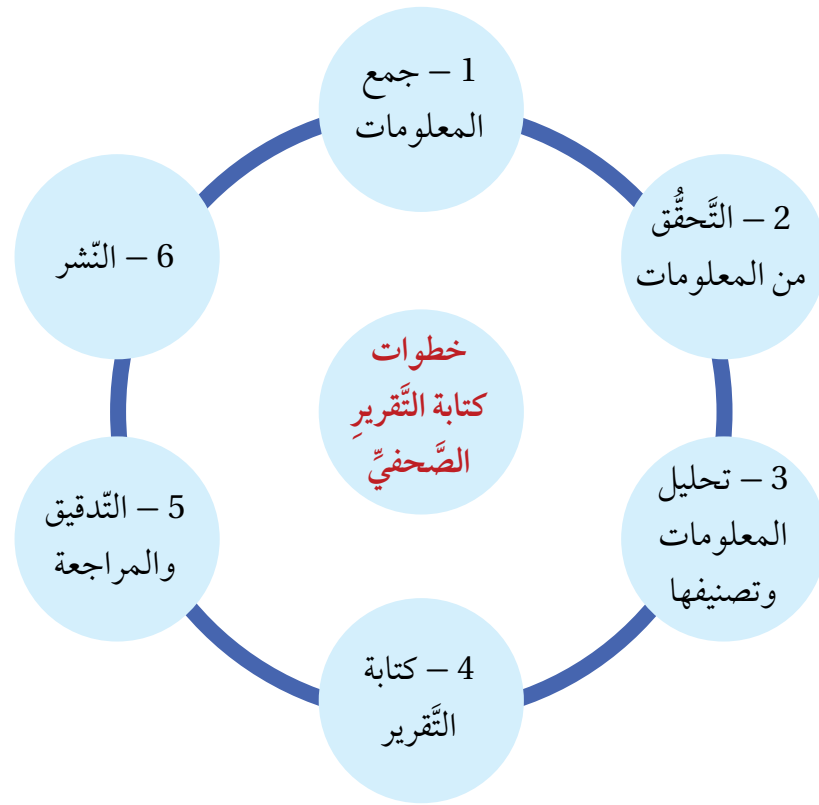 خطوات
كتابة التَّقريرِ
الصَّحفيِّ
1 – جمع
المعلومات
2 – التَّحقُّق
من المعلومات
3 – تحليل
المعلومات
وتصنيفها
4 – كتابة
التَّقرير
5 – التّدقيق
والمراجعة
6 – النّشر